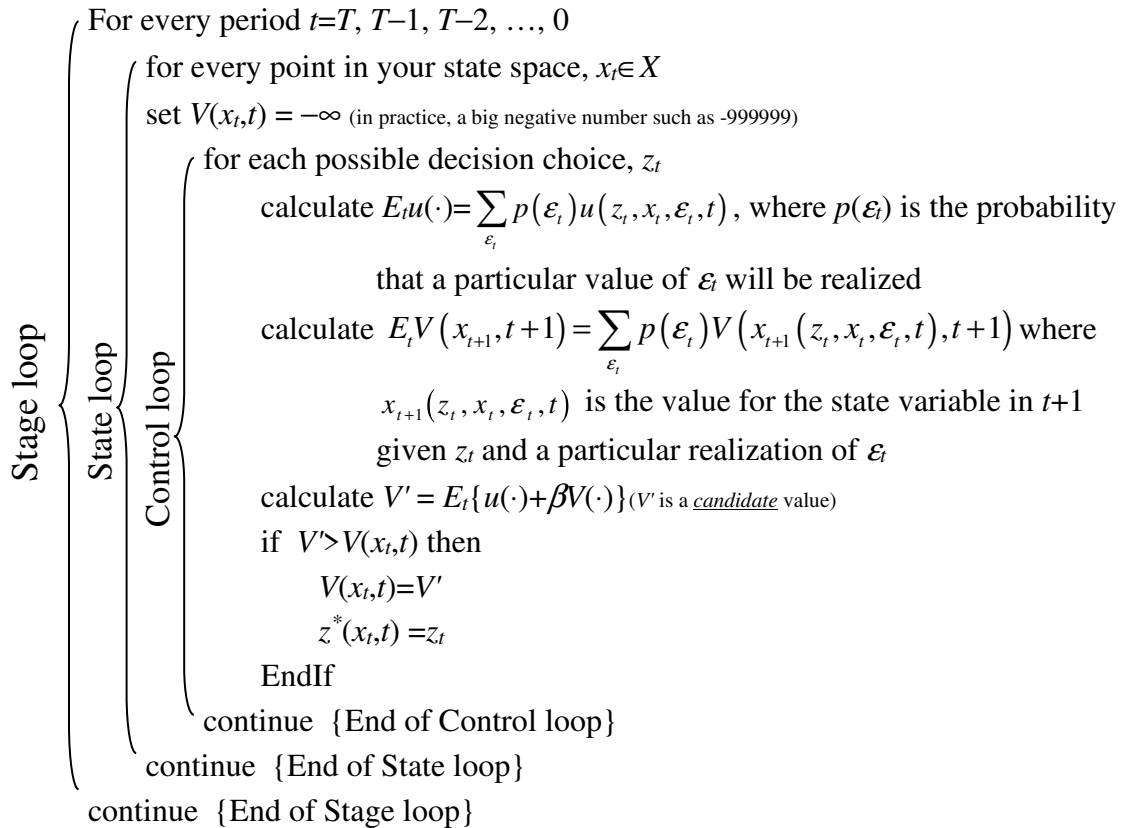 For every period t=T, T−1, T−2, …, 0
for every point in your state space, xₜ∈X
set V(xₜ,t) = −∞ (in practice, a big negative number such as -999999)
for each possible decision choice, zₜ
calculate Eₜu(·)=∑_{εₜ} p(εₜ)u(zₜ,xₜ,εₜ,t), where p(εₜ) is the probability
that a particular value of εₜ will be realized
calculate EₜV(xₜ₊₁,t+1)=∑_{εₜ} p(εₜ)V(xₜ₊₁(zₜ,xₜ,εₜ,t),t+1) where
xₜ₊₁(zₜ,xₜ,εₜ,t) is the value for the state variable in t+1
given zₜ and a particular realization of εₜ
calculate V' = Eₜ{u(·)+βV(·)}(V' is a candidate value)
if V'>V(xₜ,t) then
V(xₜ,t)=V'
z*(xₜ,t) =zₜ
EndIf
continue {End of Control loop}
continue {End of State loop}
continue {End of Stage loop}
Stage loop
State loop
Control loop